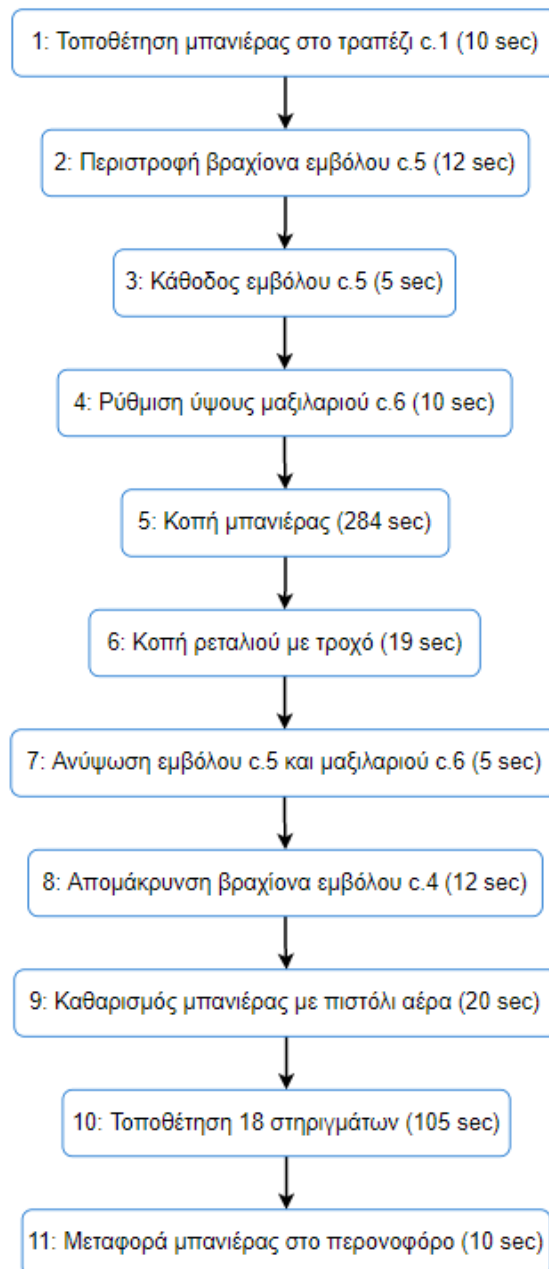 1: Τοποθέτηση μπανιέρας στο τραπέζι c.1 (10 sec)
2: Περιστροφή βραχίονα εμβόλου c.5 (12 sec)
3: Κάθοδος εμβόλου c.5 (5 sec)
4: Ρύθμιση ύψους μαξιλαριού c.6 (10 sec)
5: Κοπή μπανιέρας (284 sec)
6: Κοπή ρεταλιού με τροχό (19 sec)
7: Ανύψωση εμβόλου c.5 και μαξιλαριού c.6 (5 sec)
8: Απομάκρυνση βραχίονα εμβόλου c.4 (12 sec)
9: Καθαρισμός μπανιέρας με πιστόλι αέρα (20 sec)
10: Τοποθέτηση 18 στηριγμάτων (105 sec)
11: Μεταφορά μπανιέρας στο περονοφόρο (10 sec)